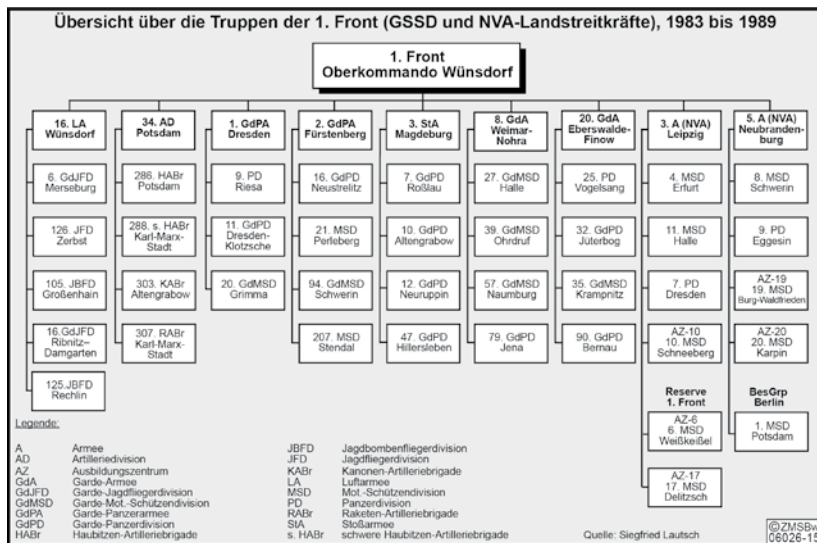 Übersicht über die Truppen der 1. Front (GSSD und NVA-Landstreitkräfte), 1983 bis 1989
1. Front
Oberkommando Wünsdorf
16. LA
Wünsdorf
34. AD
Potsdam
1. GdPA
Dresden
2. GdPA
Fürstenberg
3. StA
Magdeburg
8. GdA
Weimar-
Nohra
20. GdA
Eberswalde-
Finow
3. A (NVA)
Leipzig
5. A (NVA)
Neubranden-
burg
6. GdJFD
Merseburg
286. HABr
Potsdam
9. PD
Riesa
16. GdPD
Neustrelitz
7. GdPD
Roßlau
27. GdMSD
Halle
25. PD
Vogelsang
4. MSD
Erfurt
8. MSD
Schwerin
126. JFD
Zerbst
288. s. HABr
Karl-Marx-
Stadt
11. GdPD
Dresden-
Klotzsche
21. MSD
Perleberg
10. GdPD
Altengrabow
39. GdMSD
Ohrdruf
32. GdPD
Jüterbog
11. MSD
Halle
9. PD
Eggesin
105. JBFD
Großenhain
303. KABr
Altengrabow
20. GdMSD
Grimma
94. GdMSD
Schwerin
12. GdPD
Neuruppin
57. GdMSD
Naumburg
35. GdMSD
Krampnitz
7. PD
Dresden
AZ-19
19. MSD
Burg-Waldfrieden
16.GdJFD
Ribnitz–
Damgarten
307. RABr
Karl-Marx-
Stadt
207. MSD
Stendal
47. GdPD
Hillersleben
79. GdPD
Jena
90. GdPD
Bernau
AZ-10
10. MSD
Schneeberg
AZ-20
20. MSD
Karpin
125.JBFD
Rechlin
Reserve
1. Front
BesGrp
Berlin
AZ-6
6. MSD
Weißkeißel
1. MSD
Potsdam
AZ-17
17. MSD
Delitzsch
Legende:
A Armee
AD Artilleriedivision
AZ Ausbildungszentrum
GdA Garde-Armee
GdJFD Garde-Jagdfliegerdivision
GdMSD Garde-Mot.-Schützendivision
GdPA Garde-Panzerarmee
GdPD Garde-Panzerdivision
HABr Haubitzen-Artilleriebrigade
JBFD Jagdbombenfliegerdivision
JFD Jagdfliegerdivision
KABr Kanonen-Artilleriebrigade
LA Luftarmee
MSD Mot.-Schützendivision
PD Panzerdivision
RABr Raketen-Artilleriebrigade
StA Stoßarmee
s. HABr schwere Haubitzen-Artilleriebrigade
Quelle: Siegfried Lautsch
©ZMSBw
06026-15